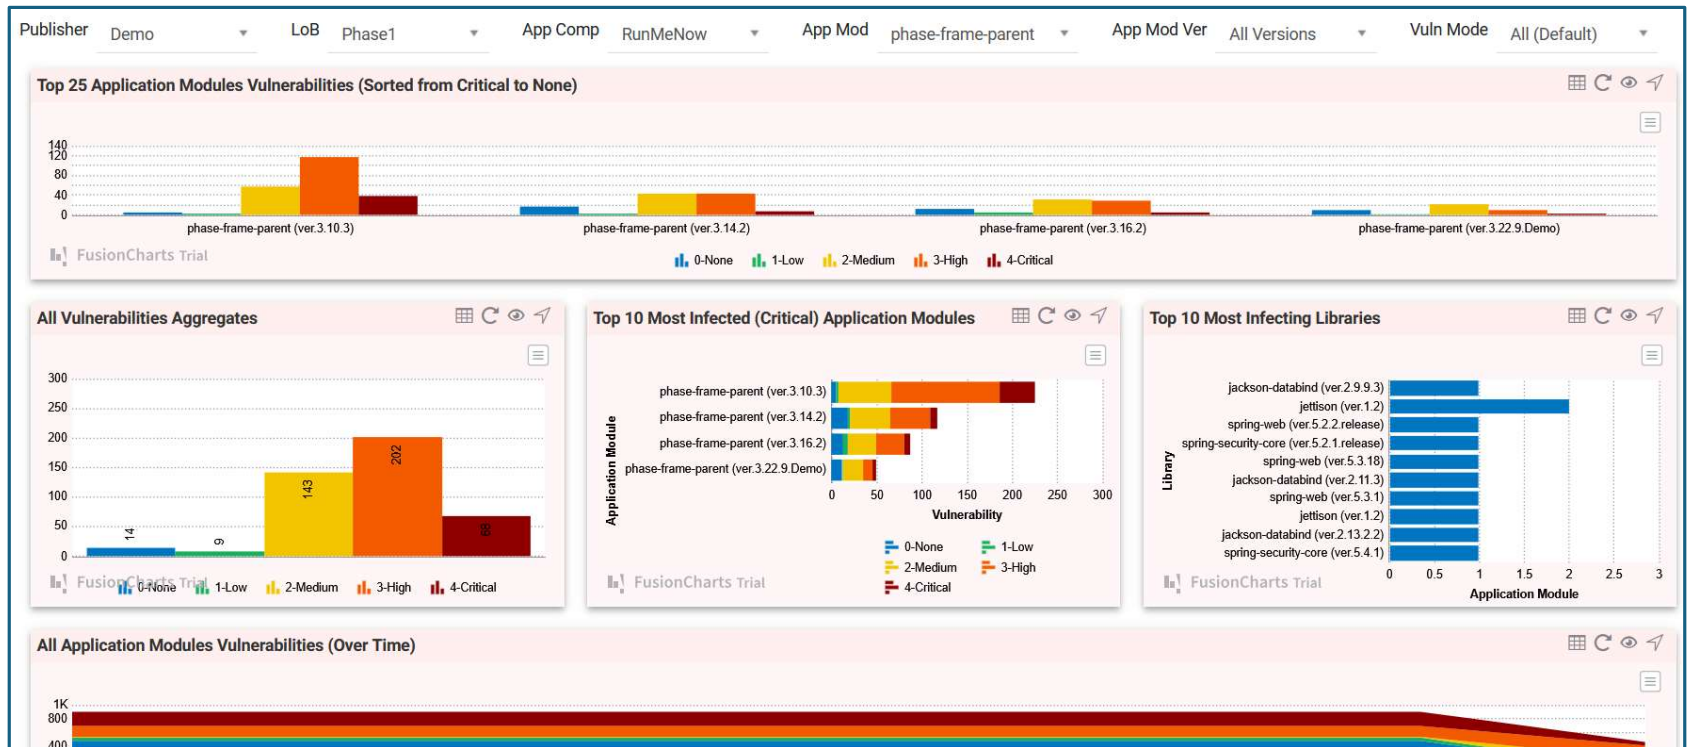 Publisher Demo LoB Phase1 App Comp RunMeNow App Mod phase-frame-parent App Mod Ver All Versions Vuln Mode All (Default)
Top 25 Application Modules Vulnerabilities (Sorted from Critical to None)
140
120
80
40
0
phase-frame-parent (ver.3.10.3) phase-frame-parent (ver.3.14.2) phase-frame-parent (ver.3.16.2) phase-frame-parent (ver.3.22.9.Demo)
FusionCharts Trial
0-None 1-Low 2-Medium 3-High 4-Critical
All Vulnerabilities Aggregates
300
250
200
150
100
50
0
14
9
143
202
68
FusionCharts Trial
0-None 1-Low 2-Medium 3-High 4-Critical
Top 10 Most Infected (Critical) Application Modules
Application Module
phase-frame-parent (ver.3.10.3)
phase-frame-parent (ver.3.14.2)
phase-frame-parent (ver.3.16.2)
phase-frame-parent (ver.3.22.9.Demo)
0 50 100 150 200 250 300
Vulnerability
0-None 1-Low
2-Medium 3-High
4-Critical
FusionCharts Trial
Top 10 Most Infecting Libraries
Library
jackson-databind (ver.2.9.9.3)
jettison (ver.1.2)
spring-web (ver.5.2.2.release)
spring-security-core (ver.5.2.1.release)
spring-web (ver.5.3.18)
jackson-databind (ver.2.11.3)
spring-web (ver.5.3.1)
jettison (ver.1.2)
jackson-databind (ver.2.13.2.2)
spring-security-core (ver.5.4.1)
0 0.5 1 1.5 2 2.5 3
Application Module
FusionCharts Trial
All Application Modules Vulnerabilities (Over Time)
1K
800
400